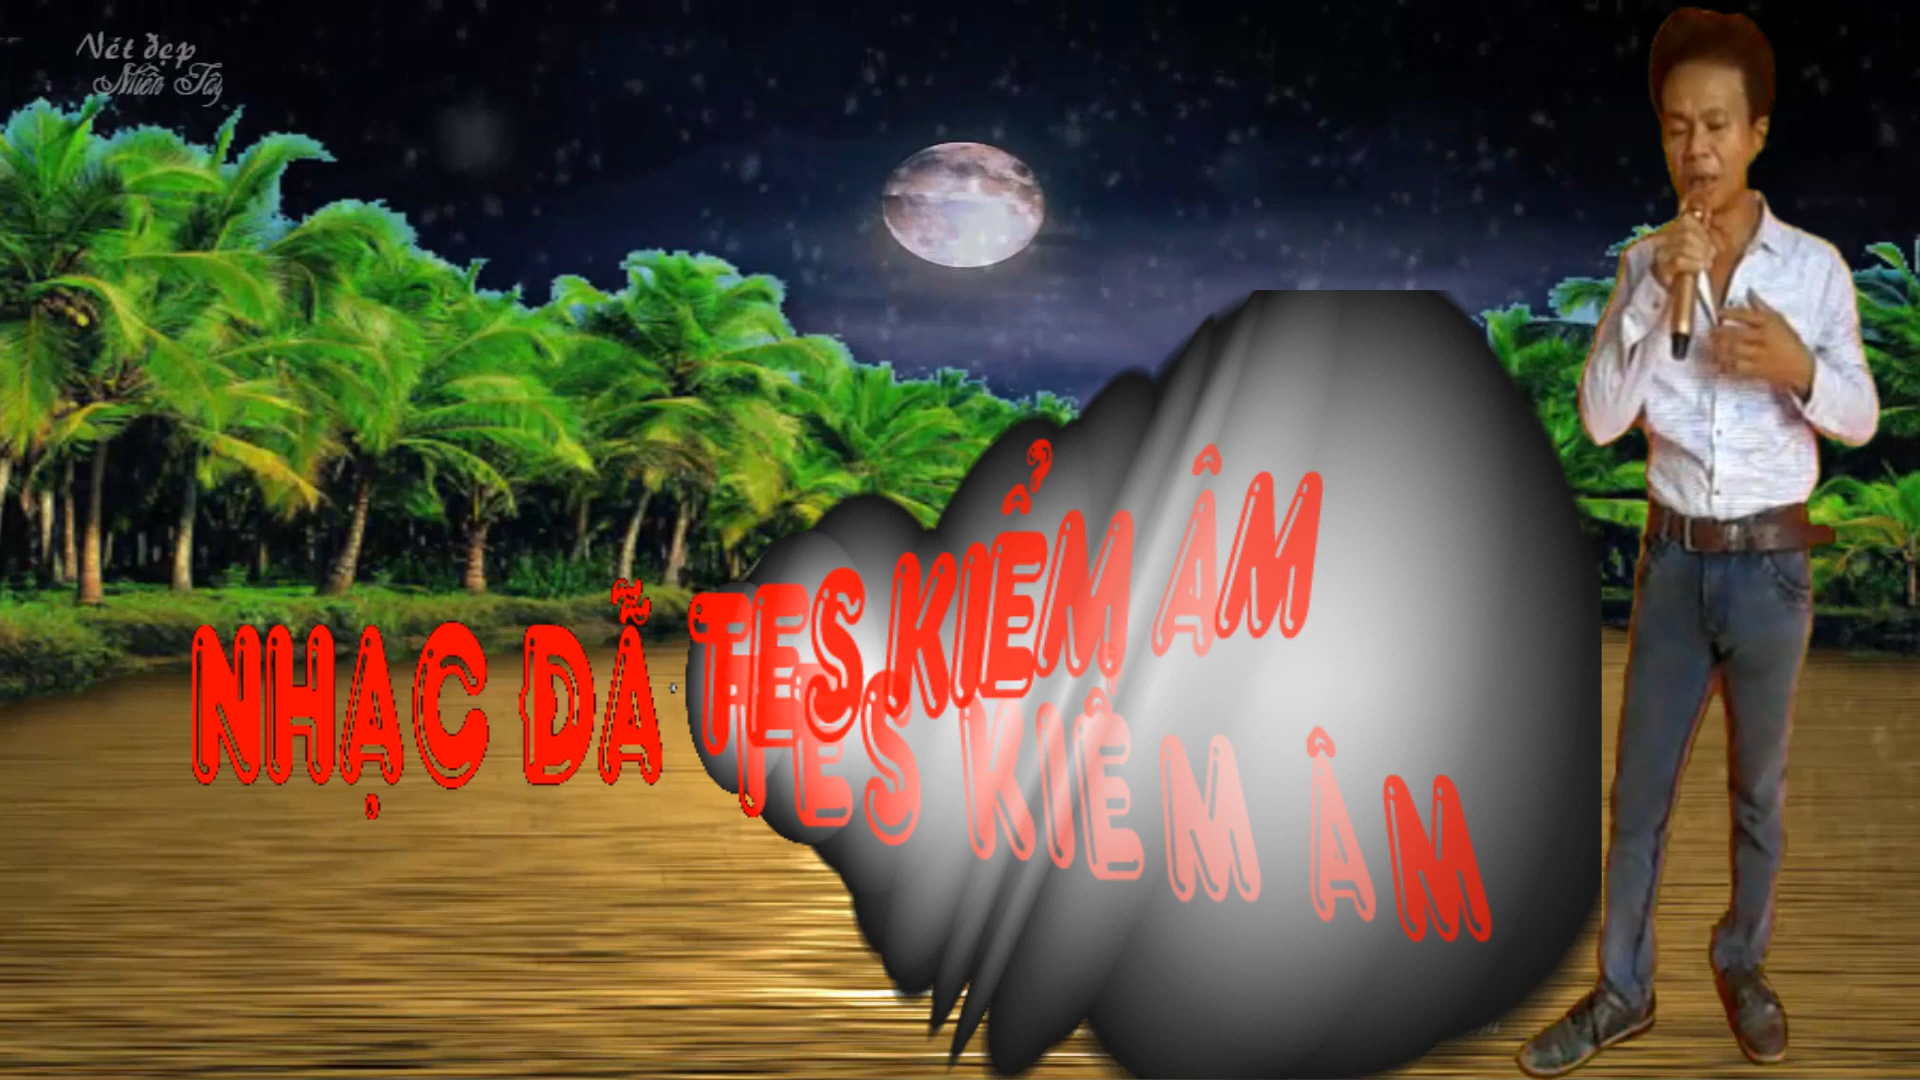 Nét đẹp
Miền Tây
NHẠC DÃ TES KIỂM ÂM
TES KIỂM ÂM